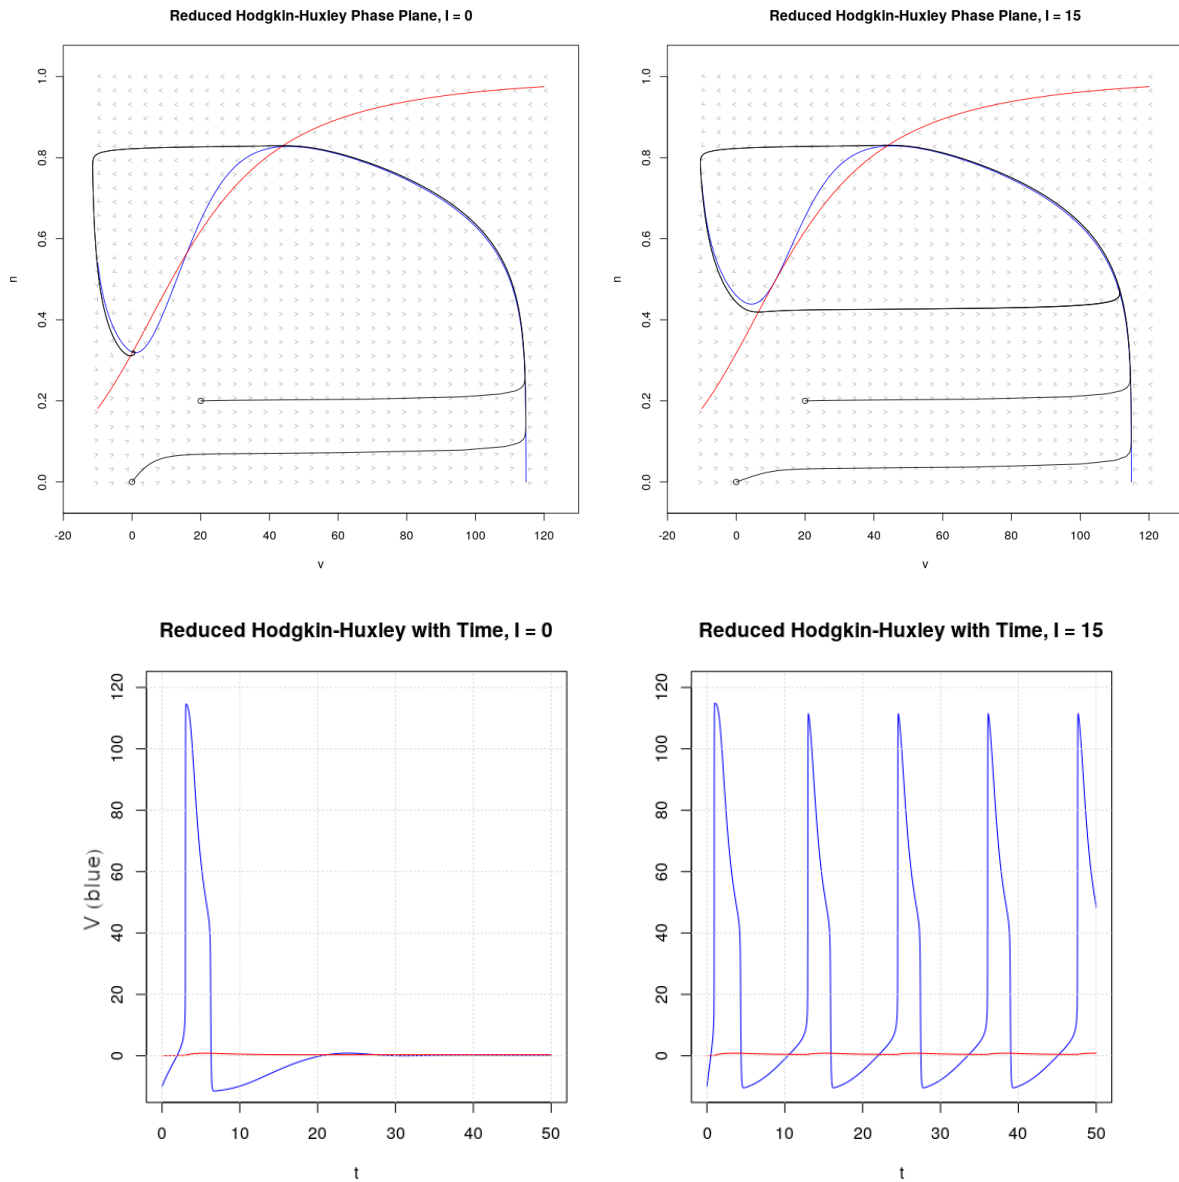 Reduced Hodgkin-Huxley Phase Plane, I = 0
n
0.0 0.2 0.4 0.6 0.8 1.0
-20 0 20 40 60 80 100 120
v
Reduced Hodgkin-Huxley Phase Plane, I = 15
n
0.0 0.2 0.4 0.6 0.8 1.0
-20 0 20 40 60 80 100 120
v
Reduced Hodgkin-Huxley with Time, I = 0
V (blue)
0 20 40 60 80 100 120
0 10 20 30 40 50
t
Reduced Hodgkin-Huxley with Time, I = 15
0 20 40 60 80 100 120
0 10 20 30 40 50
t